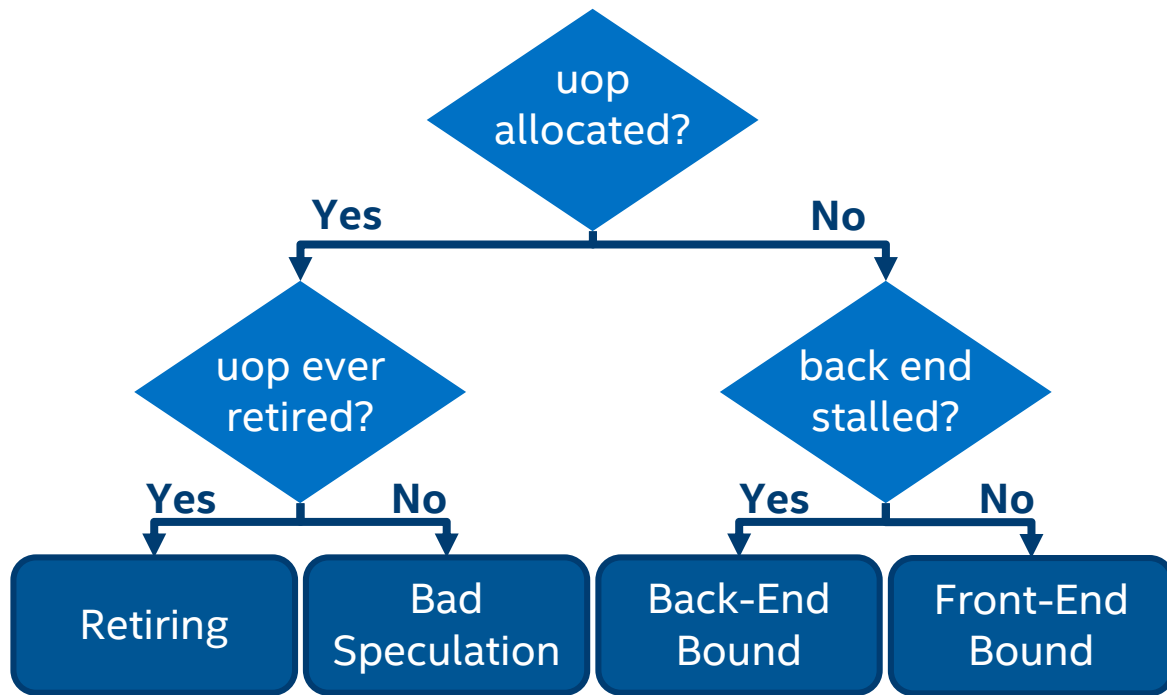 uop
allocated?
Yes
No
uop ever
retired?
back end
stalled?
Yes
No
Yes
No
Retiring
Bad
Speculation
Back-End
Bound
Front-End
Bound